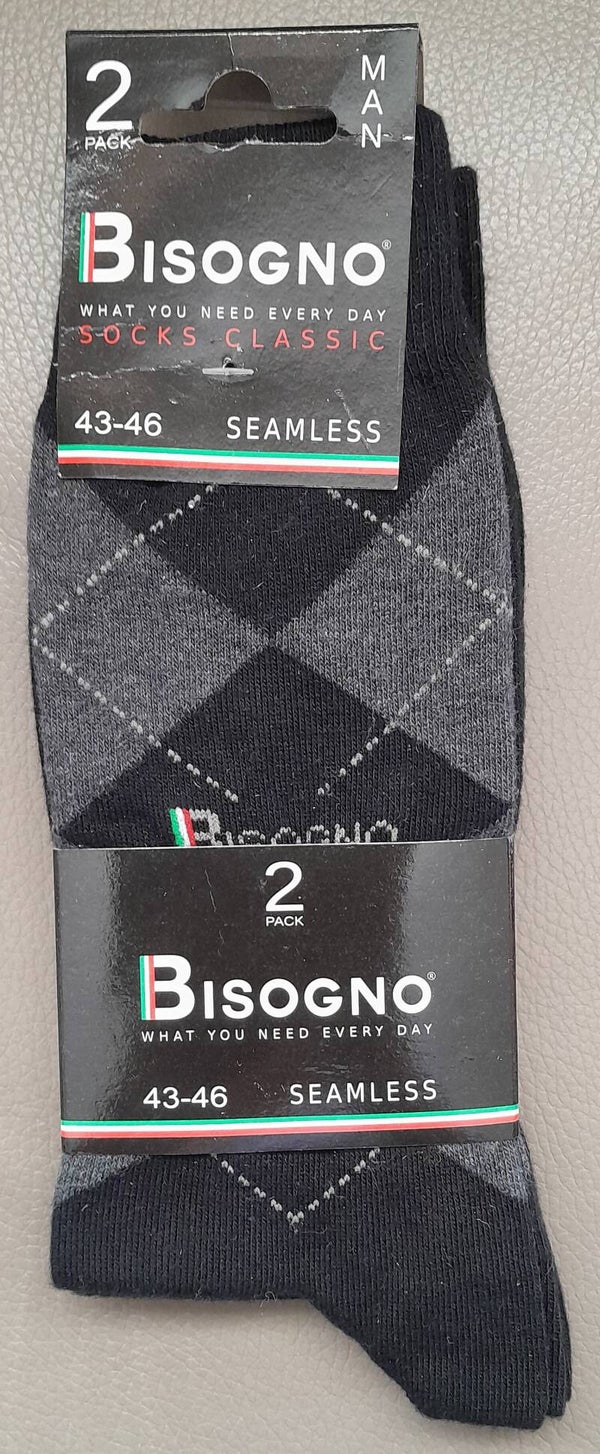 2
PACK
MAN
BISOGNO®
WHAT YOU NEED EVERY DAY
SOCKS CLASSIC
43-46 SEAMLESS
BISOGNO
2
PACK
BISOGNO®
WHAT YOU NEED EVERY DAY
43-46 SEAMLESS